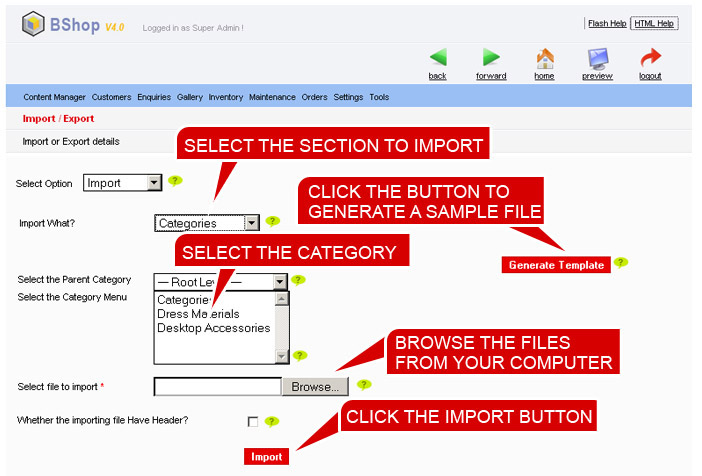 BShop V4.0 Logged in as Super Admin ! Flash Help HTML Help
back forward home preview logout
Content Manager Customers Enquiries Gallery Inventory Maintenance Orders Settings Tools
Import / Export
Import or Export details
SELECT THE SECTION TO IMPORT
Select Option Import ?
CLICK THE BUTTON TO
GENERATE A SAMPLE FILE
Import What? Categories ?
SELECT THE CATEGORY
Generate Template ?
Select the Parent Category — Root Level — ?
Select the Category Menu
Categories
Dress Materials
Desktop Accessories
?
BROWSE THE FILES
FROM YOUR COMPUTER
Select file to import * Browse... ?
CLICK THE IMPORT BUTTON
Whether the importing file Have Header? ?
Import